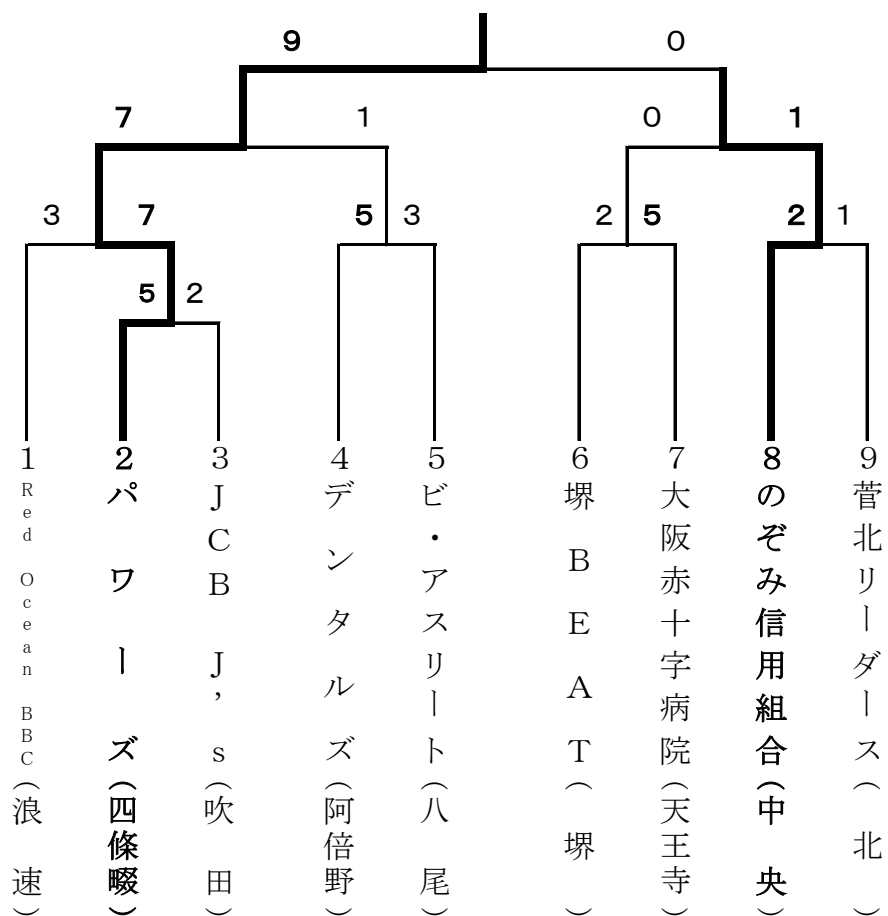 9 0
7 1 0 1
3 7 5 3 2 5 2 1
5 2
1 Red Ocean BBC (浪速)
2 パワーズ (四條畷)
3 JCB J's (吹田)
4 デンタルズ (阿倍野)
5 ビ・アスリート (八尾)
6 堺 BEAT (堺)
7 大阪赤十字病院 (天王寺)
8 のぞみ信用組合 (中央)
9 菅北リーダース (北)